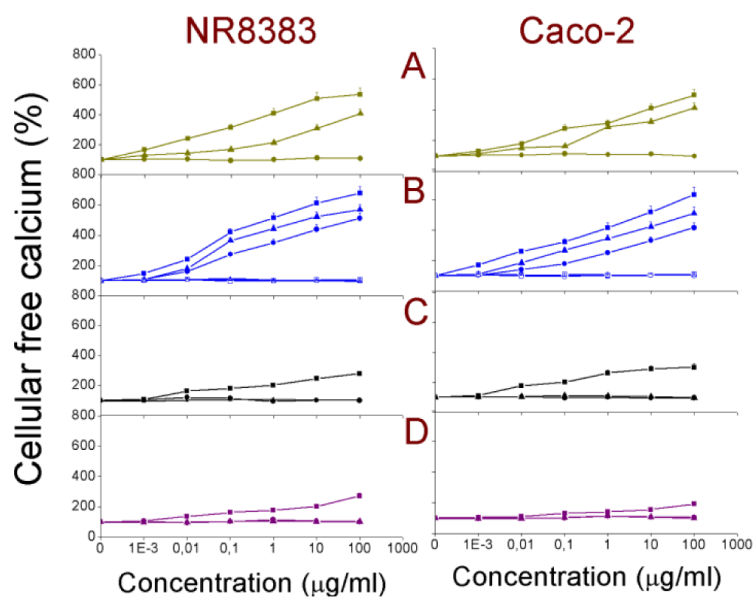 NR8383 Caco-2
Cellular free calcium (%)
A
800
600
400
200
B
800
600
400
200
C
800
600
400
200
D
800
600
400
200
0
0 1E-3 0,01 0,1 1 10 100 1000
0 1E-3 0,01 0,1 1 10 100 1000
Concentration (µg/ml) Concentration (µg/ml)